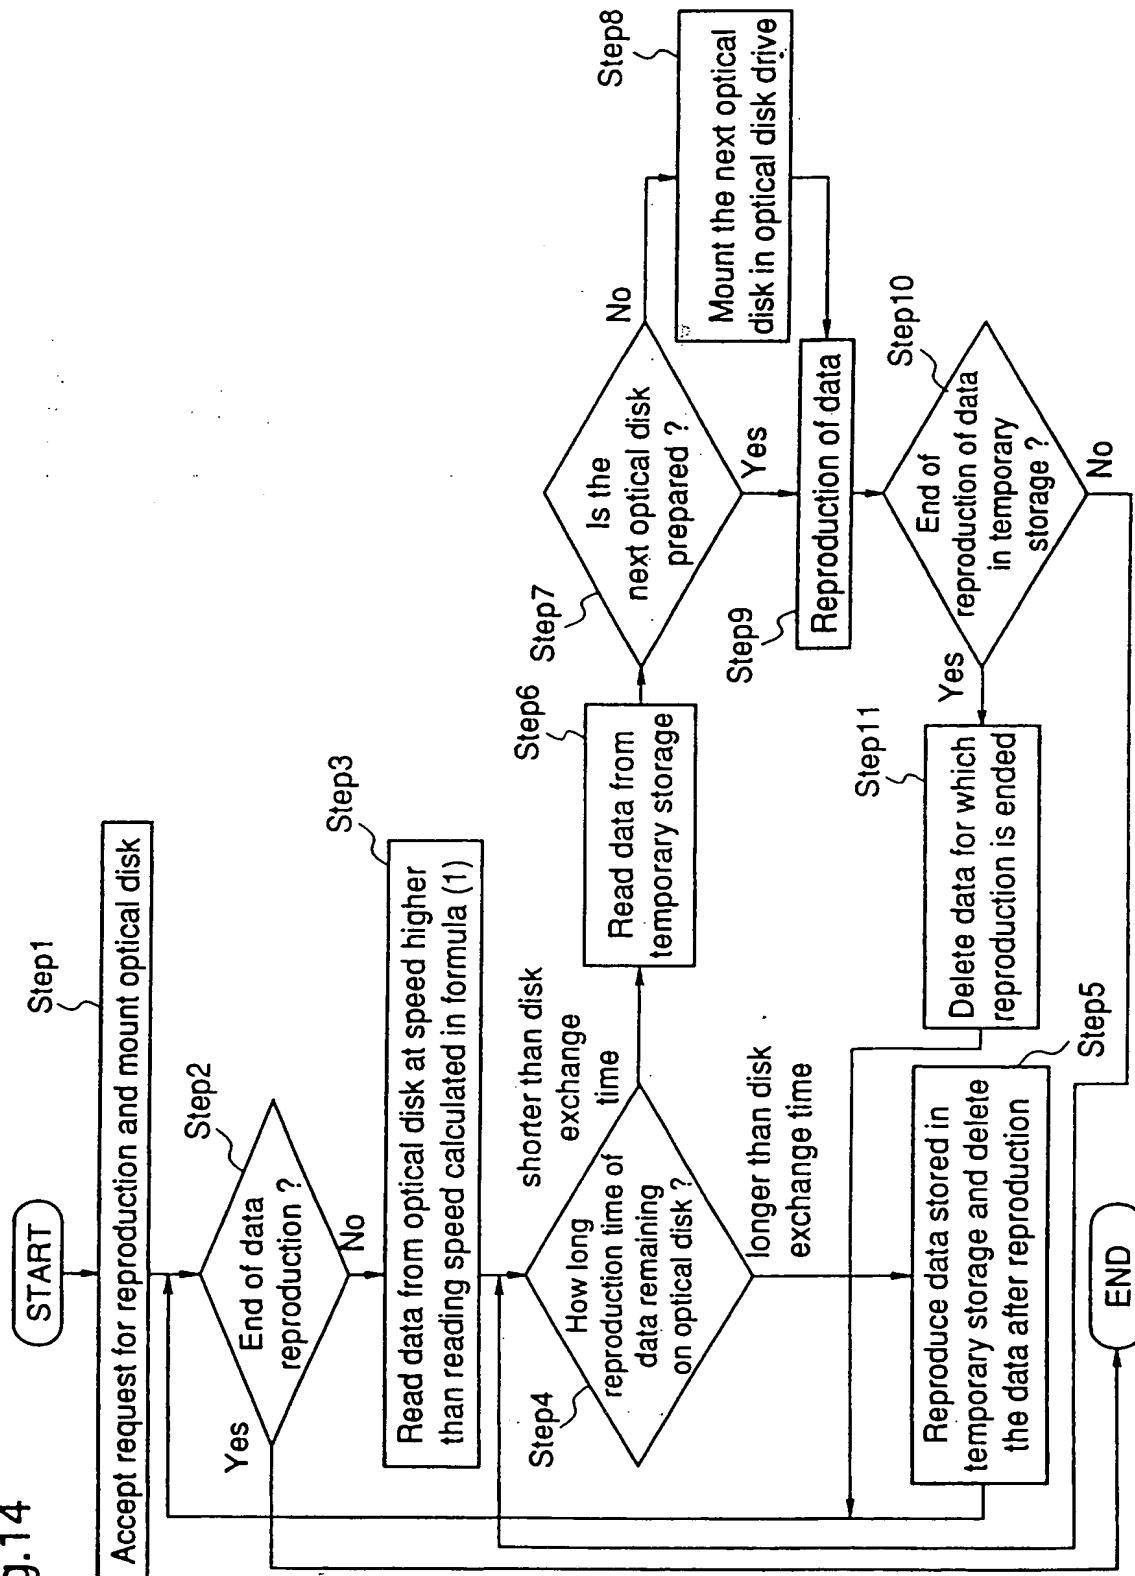 g.14
START
Step1
Accept request for reproduction and mount optical disk
Step2
End of data
reproduction ?
Yes
No
Step3
Read data from optical disk at speed higher
than reading speed calculated in formula (1)
Step4
How long
reproduction time of
data remaining
on optical disk ?
shorter than disk
exchange
time
longer than disk
exchange time
Step5
Reproduce data stored in
temporary storage and delete
the data after reproduction
END
Step6
Read data from
temporary storage
Step7
Is the
next optical disk
prepared ?
No
Yes
Step8
Mount the next optical
disk in optical disk drive
Step9
Reproduction of data
Step10
End of
reproduction of data
in temporary
storage ?
Yes
No
Step11
Delete data for which
reproduction is ended